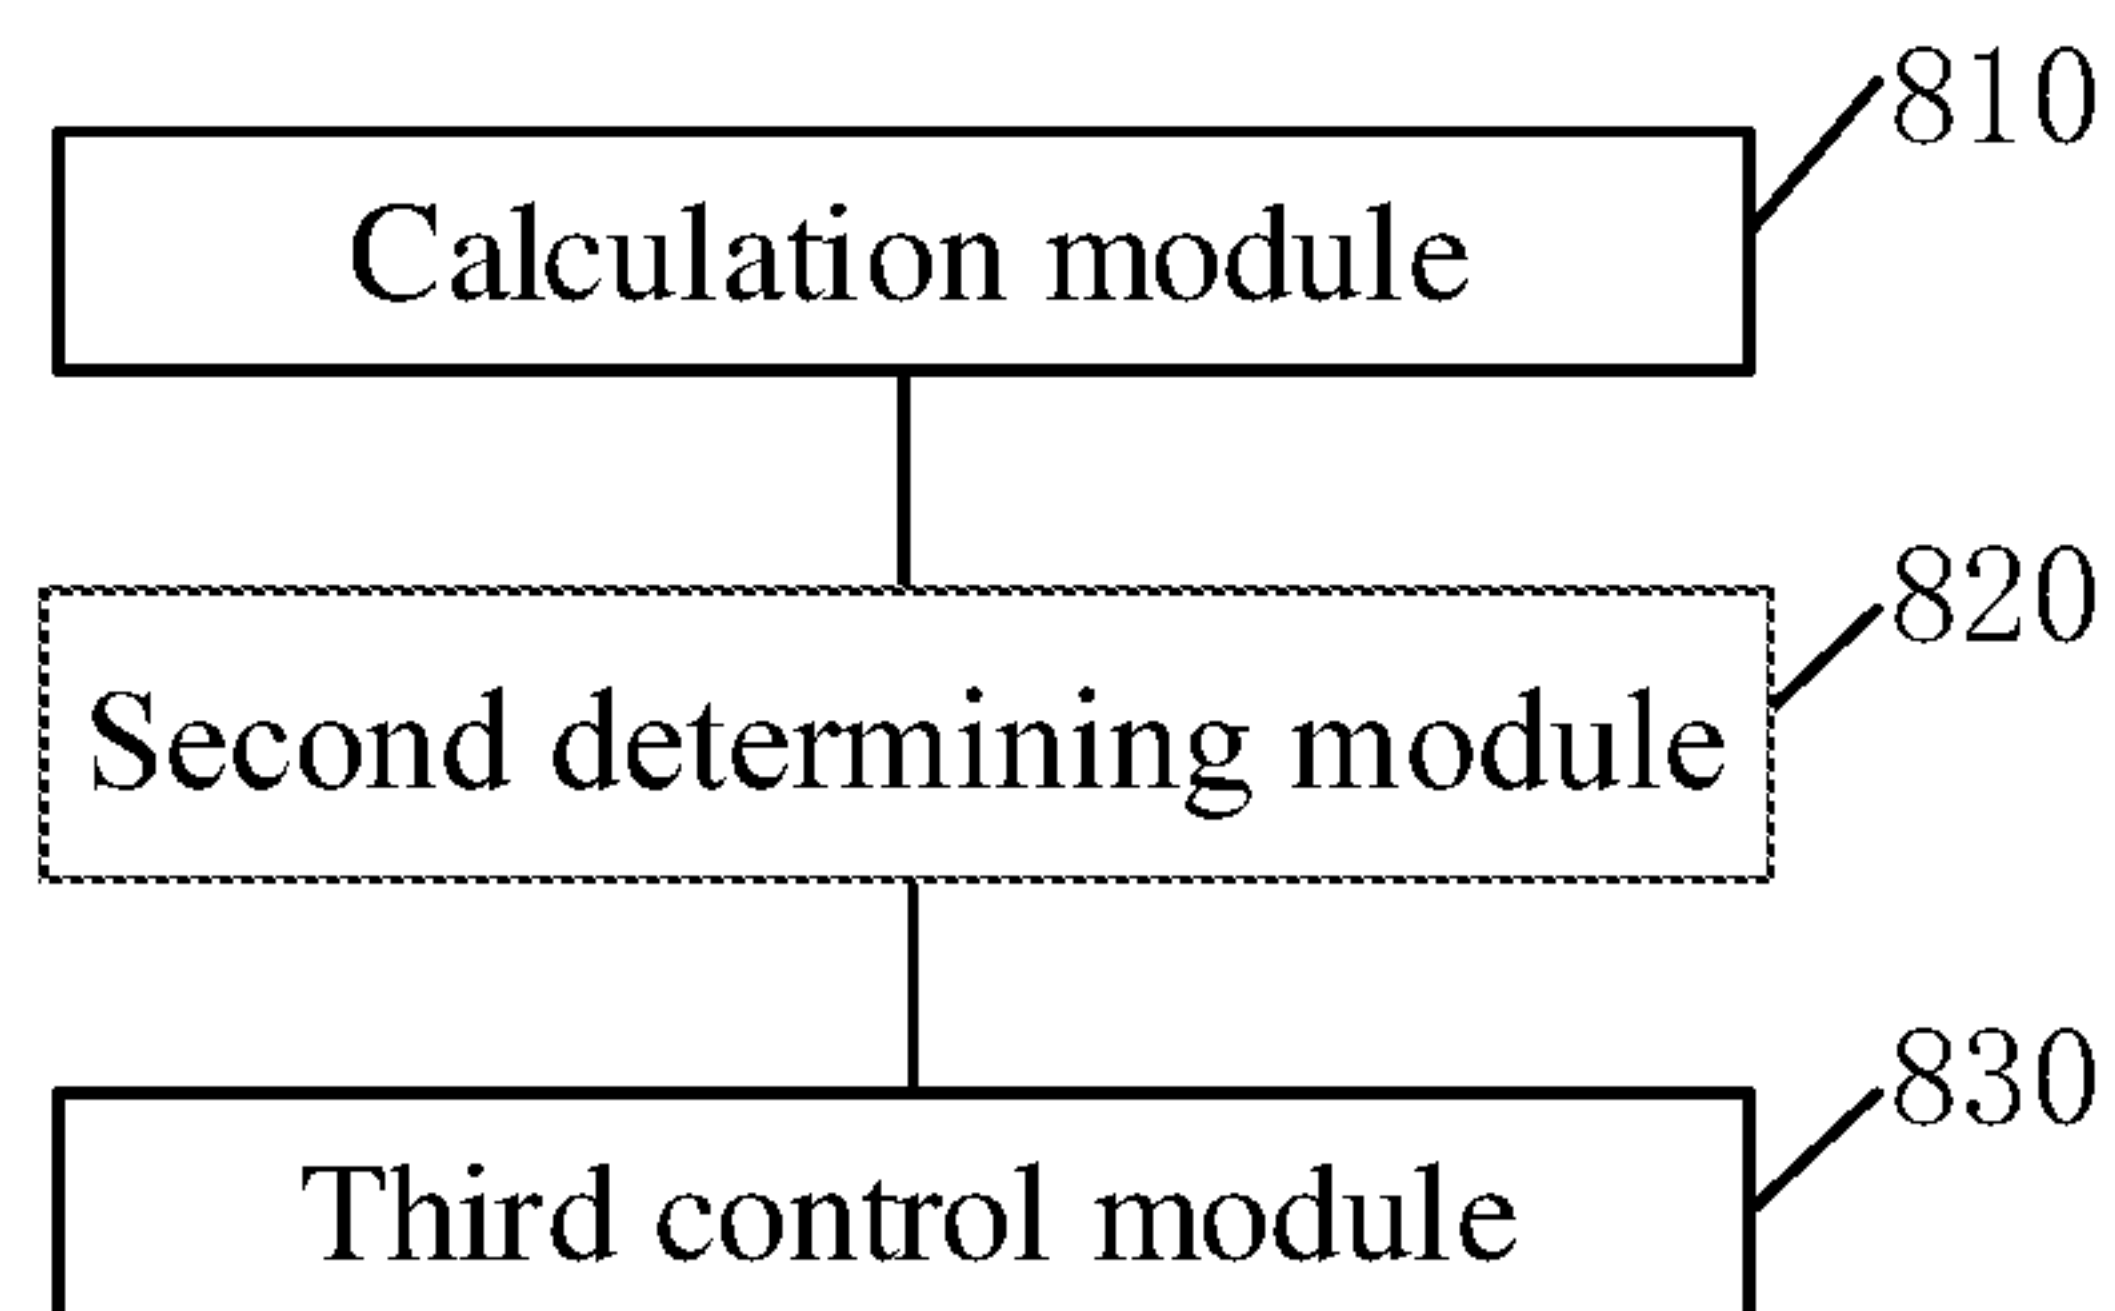 810
Calculation module
820
Second determining module
830
Third control module